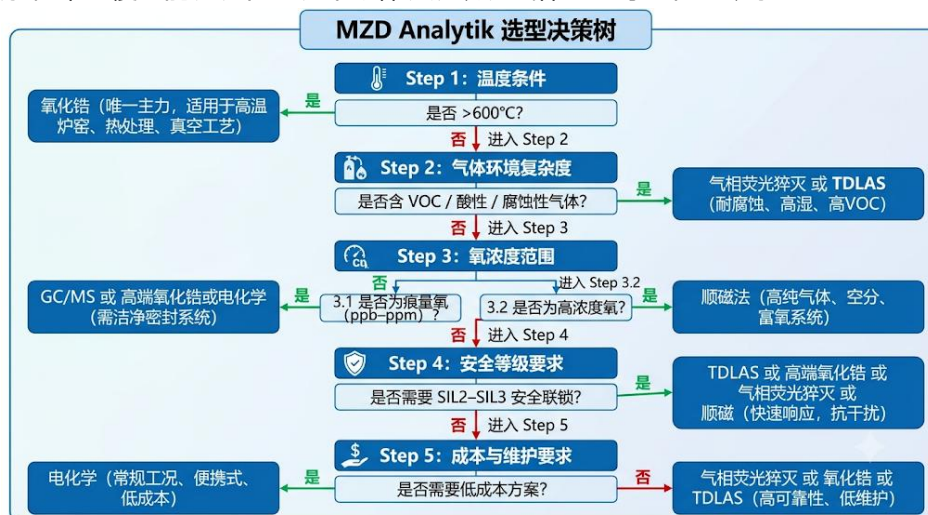 MZD Analytik 选型决策树
Step 1：温度条件
是否 >600℃?
是
氧化锆（唯一主力，适用于高温
炉窑、热处理、真空工艺）
否 进入 Step 2
Step 2：气体环境复杂度
是否含 VOC / 酸性 / 腐蚀性气体?
是
气相荧光猝灭 或 TDLAS
（耐腐蚀、高湿、高VOC）
否 进入 Step 3
Step 3：氧浓度范围
否
进入 Step 3.2
3.1 是否为痕量氧
（ppb–ppm）?
是
GC/MS 或 高端氧化锆或电化学
（需洁净密封系统）
3.2 是否为高浓度氧?
是
顺磁法（高纯气体、空分、
富氧系统）
否 进入 Step 4
Step 4：安全等级要求
是否需要 SIL2–SIL3 安全联锁?
是
TDLAS 或 高端氧化锆 或
气相荧光猝灭 或
顺磁（快速响应，抗干扰）
否 进入 Step 5
Step 5：成本与维护要求
是否需要低成本方案?
是
电化学（常规工况、便携式、
低成本）
否
气相荧光猝灭 或 氧化锆 或
TDLAS（高可靠性、低维护）